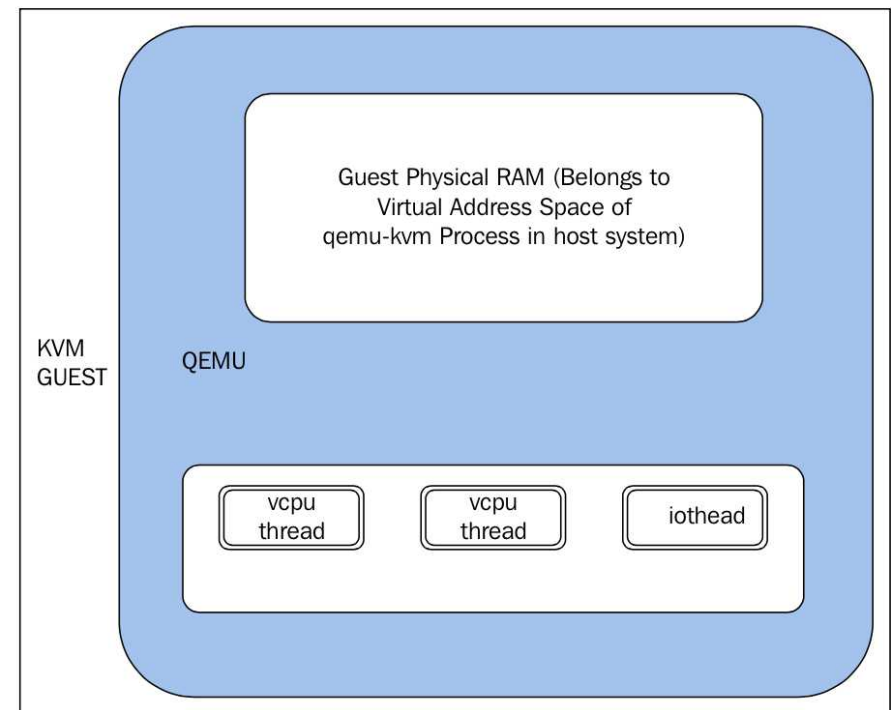 Guest Physical RAM (Belongs to
Virtual Address Space of
qemu-kvm Process in host system)
KVM
GUEST
QEMU
vcpu
thread
vcpu
thread
iothead